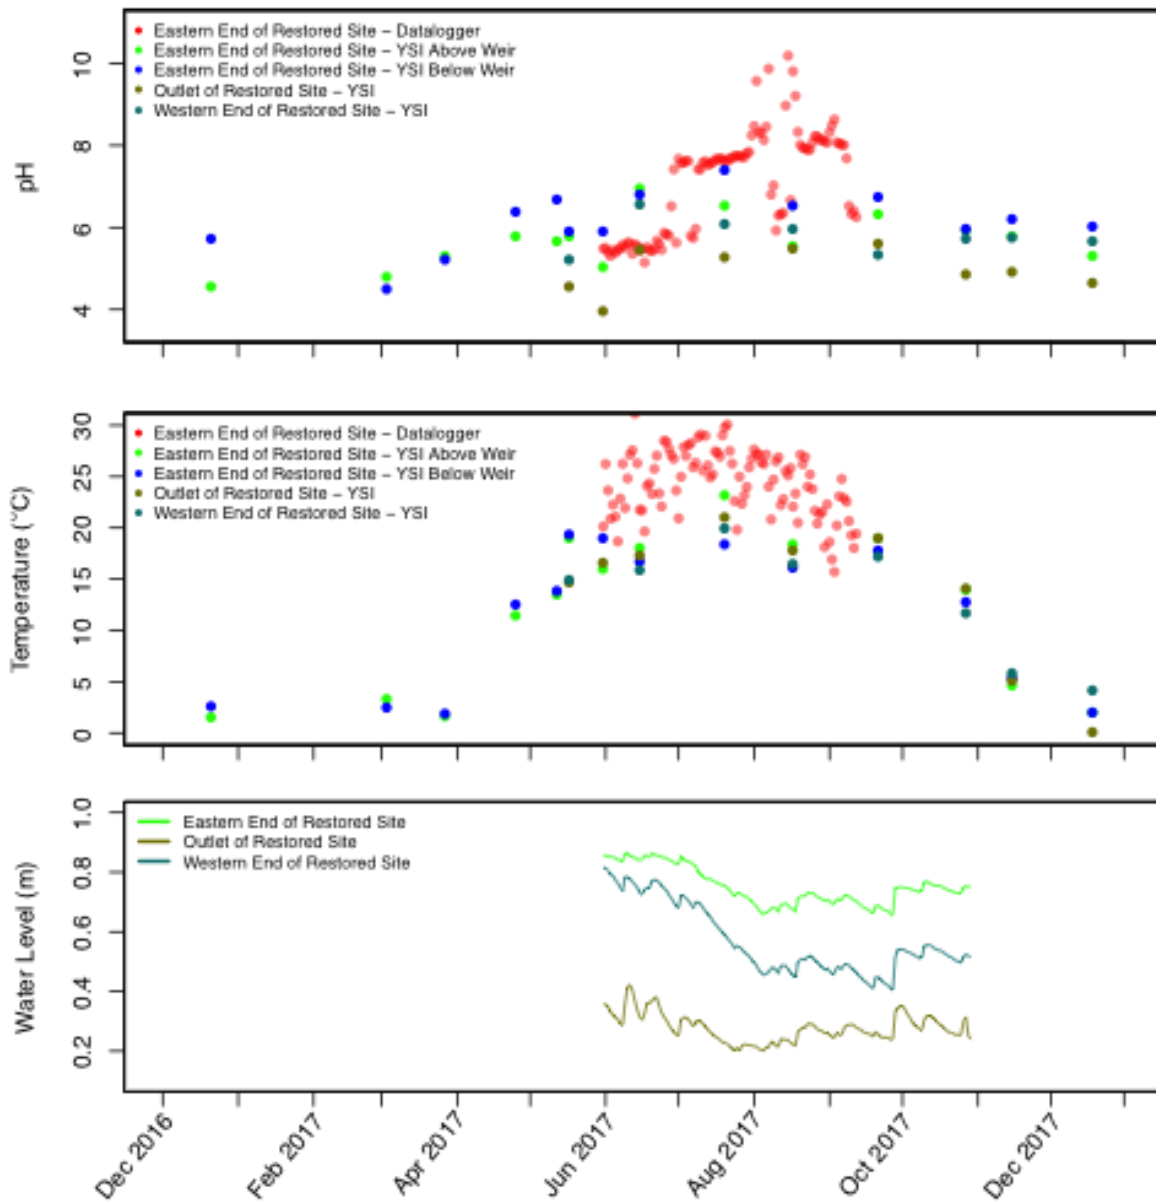 pH
10
8
6
4
Eastern End of Restored Site – Datalogger
Eastern End of Restored Site – YSI Above Weir
Eastern End of Restored Site – YSI Below Weir
Outlet of Restored Site – YSI
Western End of Restored Site – YSI
Temperature (°C)
30
25
20
15
10
5
0
Eastern End of Restored Site – Datalogger
Eastern End of Restored Site – YSI Above Weir
Eastern End of Restored Site – YSI Below Weir
Outlet of Restored Site – YSI
Western End of Restored Site – YSI
Water Level (m)
1.0
0.8
0.6
0.4
0.2
Eastern End of Restored Site
Outlet of Restored Site
Western End of Restored Site
Dec 2016
Feb 2017
Apr 2017
Jun 2017
Aug 2017
Oct 2017
Dec 2017